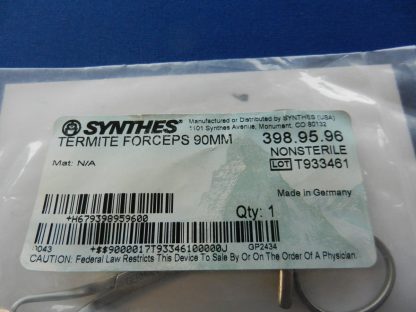 SYNTHES®
Manufactured or Distributed by SYNTHES (USA)
1101 Synthes Avenue, Monument, CO 80132
TERMITE FORCEPS 90MM
398.95.96
NONSTERILE
LOT T933461
Mat: N/A
Made in Germany
+H679398959600
Qty: 1
0043
+$$9000017T93346100000J
GP2434
CAUTION: Federal Law Restricts This Device To Sale By Or On The Order Of A Physician.